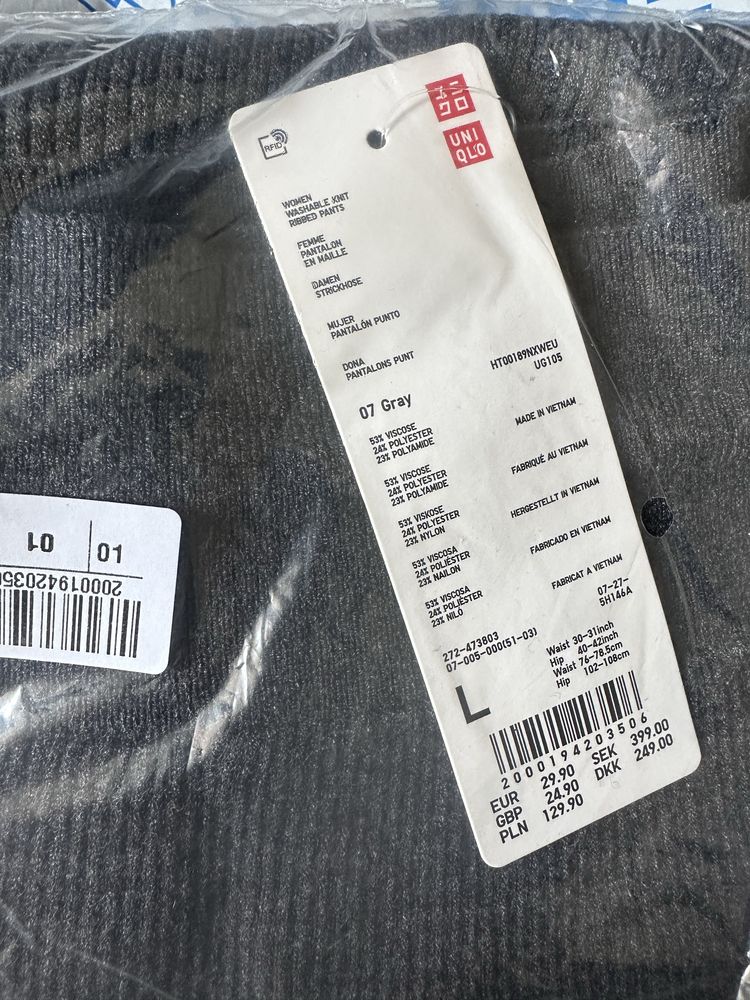 RFID
UNI
QLO
WOMEN
WASHABLE KNIT
RIBBED PANTS
FEMME
PANTALON
EN MAILLE
DAMEN
STRICKHOSE
MUJER
PANTALÓN PUNTO
DONA
PANTALONS PUNT
HT00189NXWEU
UG105
07 Gray
53% VISCOSE
24% POLYESTER
23% POLYAMIDE
MADE IN VIETNAM
53% VISCOSE
24% POLYESTER
23% POLYAMIDE
FABRIQUÉ AU VIETNAM
53% VISKOSE
24% POLYESTER
23% NYLON
HERGESTELLT IN VIETNAM
53% VISCOSA
24% POLIÉSTER
23% NAILON
FABRICADO EN VIETNAM
53% VISCOSA
24% POLIÈSTER
23% NILÓ
FABRICAT A VIETNAM
07-27-
5H146A
272-473803
07-005-000(51-03)
Waist 30-31inch
Hip 40-42inch
Waist 76-78.5cm
Hip 102-108cm
L
2000194203506
EUR 29.90 SEK 399.00
GBP 24.90 DKK 249.00
PLN 129.90
10
01